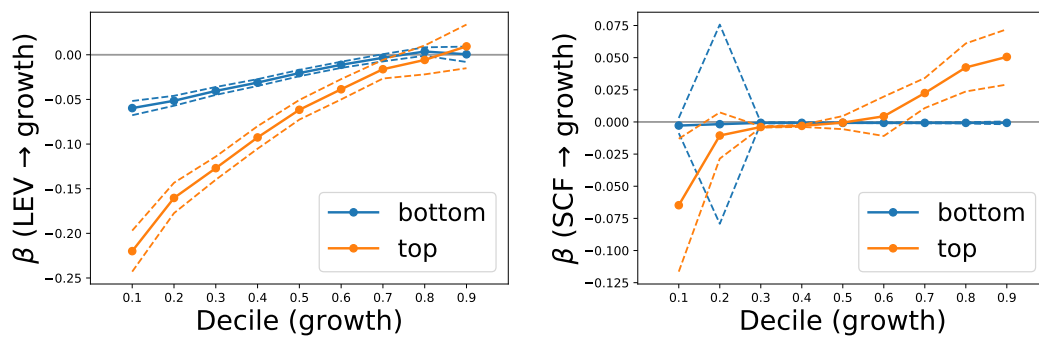 β (LEV → growth)
0.00
−0.05
−0.10
−0.15
−0.20
−0.25
bottom
top
0.1 0.2 0.3 0.4 0.5 0.6 0.7 0.8 0.9
Decile (growth)
β (SCF → growth)
0.075
0.050
0.025
0.000
−0.025
−0.050
−0.075
−0.100
−0.125
bottom
top
0.1 0.2 0.3 0.4 0.5 0.6 0.7 0.8 0.9
Decile (growth)